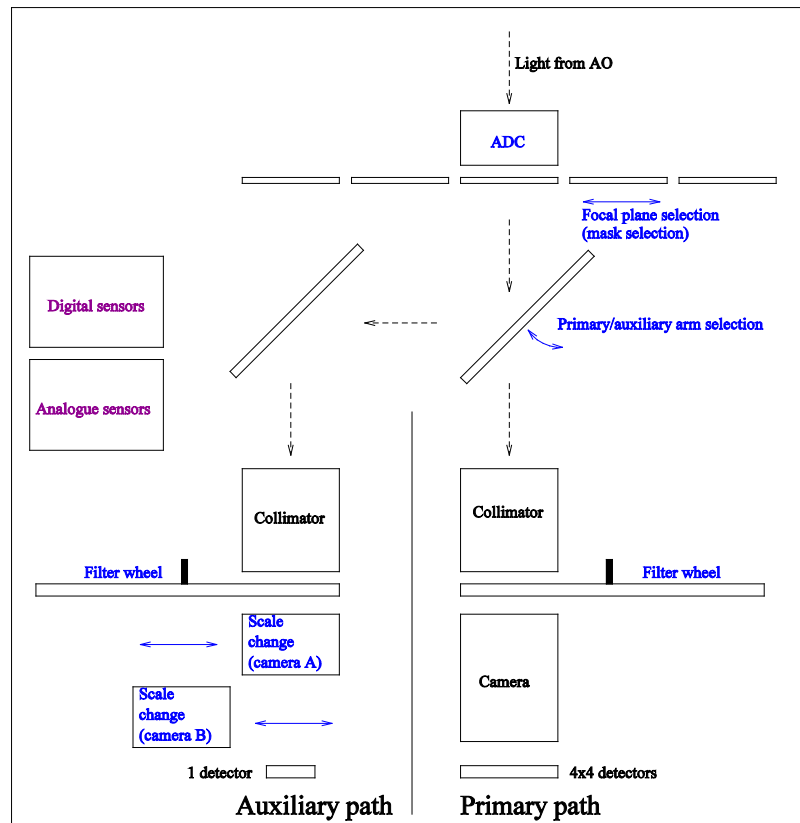 Light from AO
ADC
Focal plane selection
(mask selection)
Digital sensors
Primary/auxiliary arm selection
Analogue sensors
Collimator
Collimator
Filter wheel
Filter wheel
Scale
change
(camera A)
Camera
Scale
change
(camera B)
1 detector
4x4 detectors
Auxiliary path
Primary path